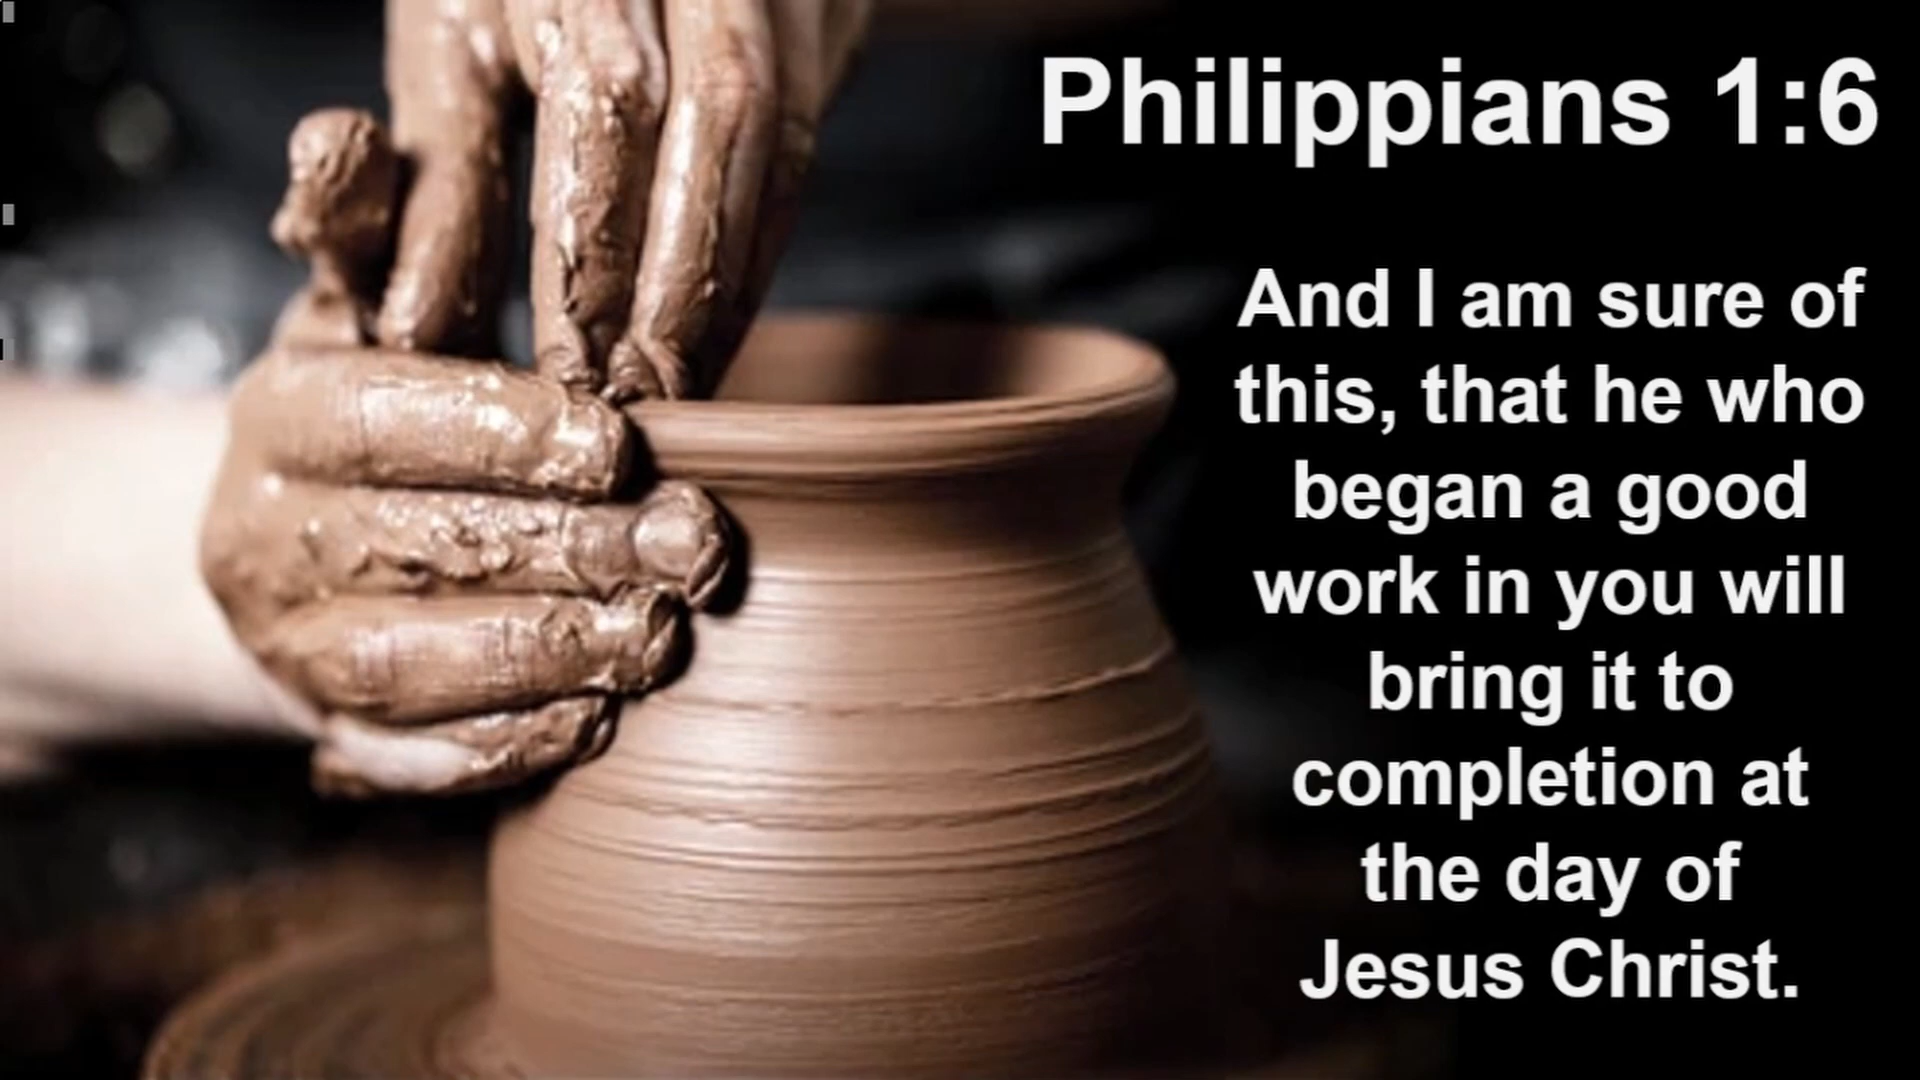 Philippians 1:6
And I am sure of
this, that he who
began a good
work in you will
bring it to
completion at
the day of
Jesus Christ.